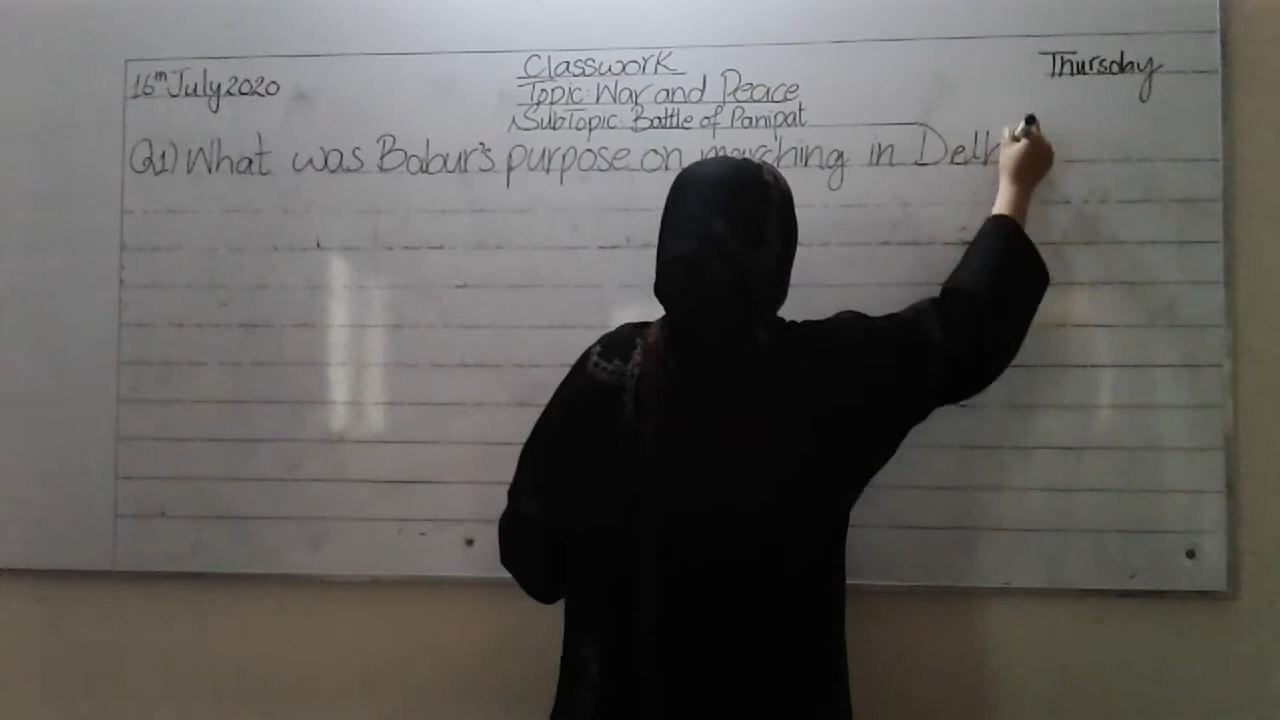 16th July 2020
Classwork
Thursday
Topic: War and Peace
SubTopic: Battle of Panipat
Q1) What was Babur's purpose on marching in Delh